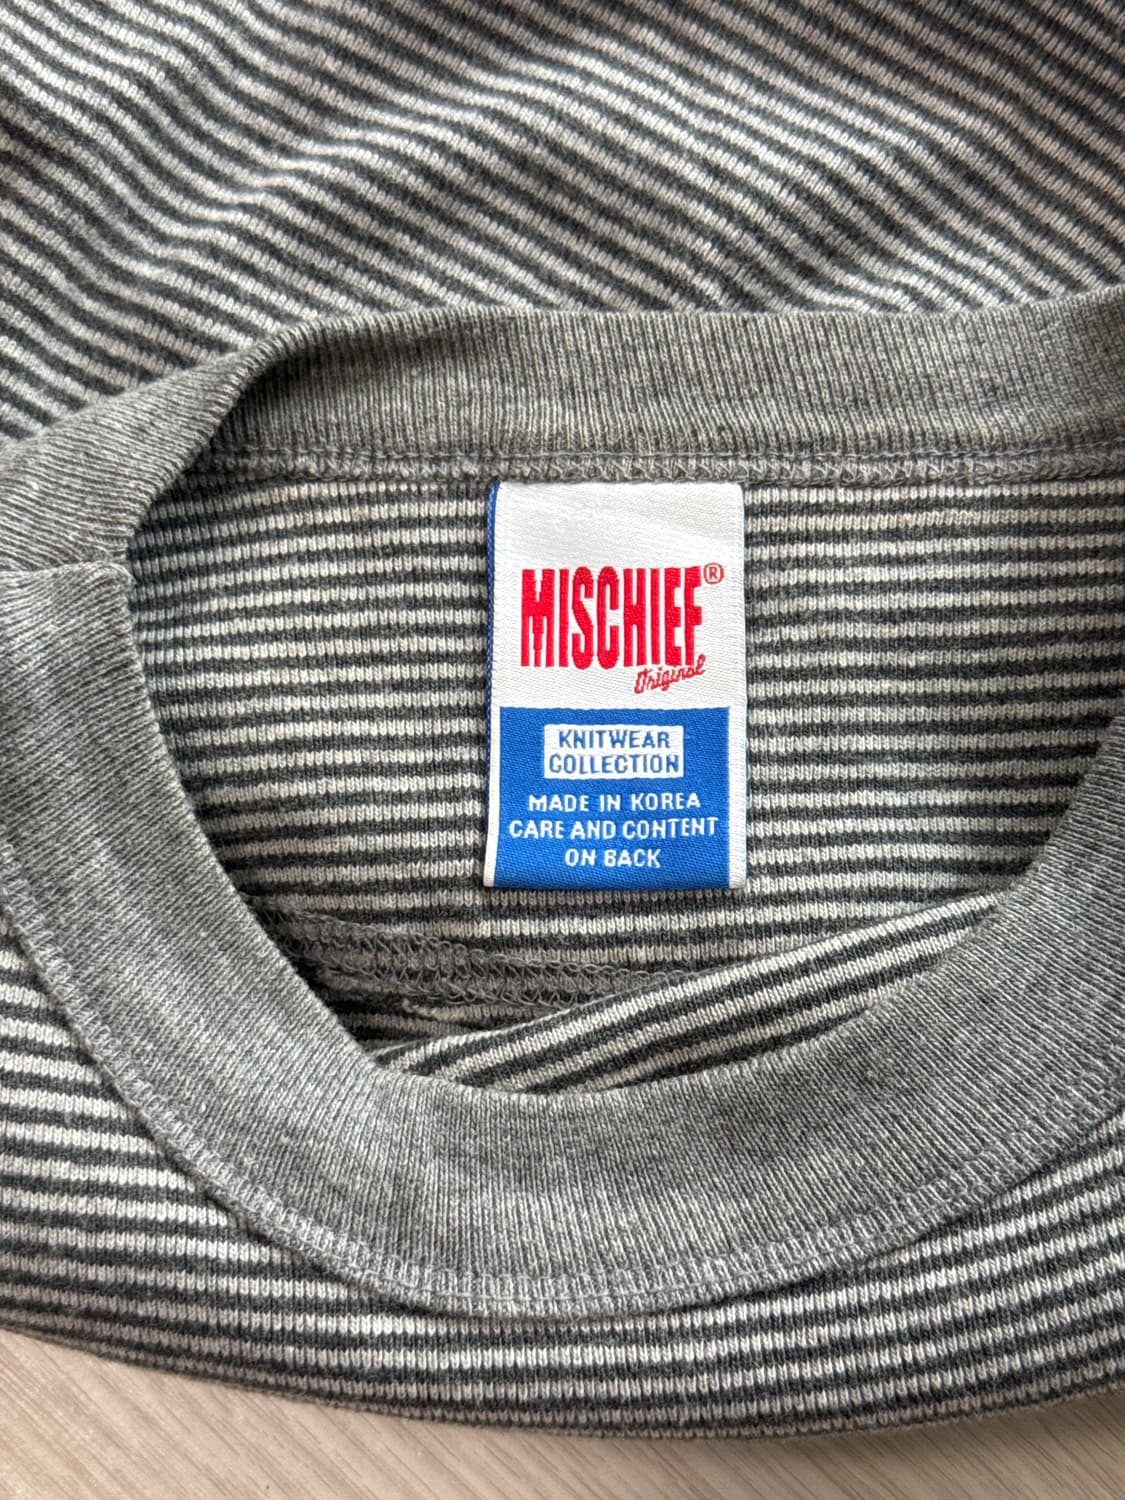 MISCHIEF®
Original
KNITWEAR
COLLECTION
MADE IN KOREA
CARE AND CONTENT
ON BACK